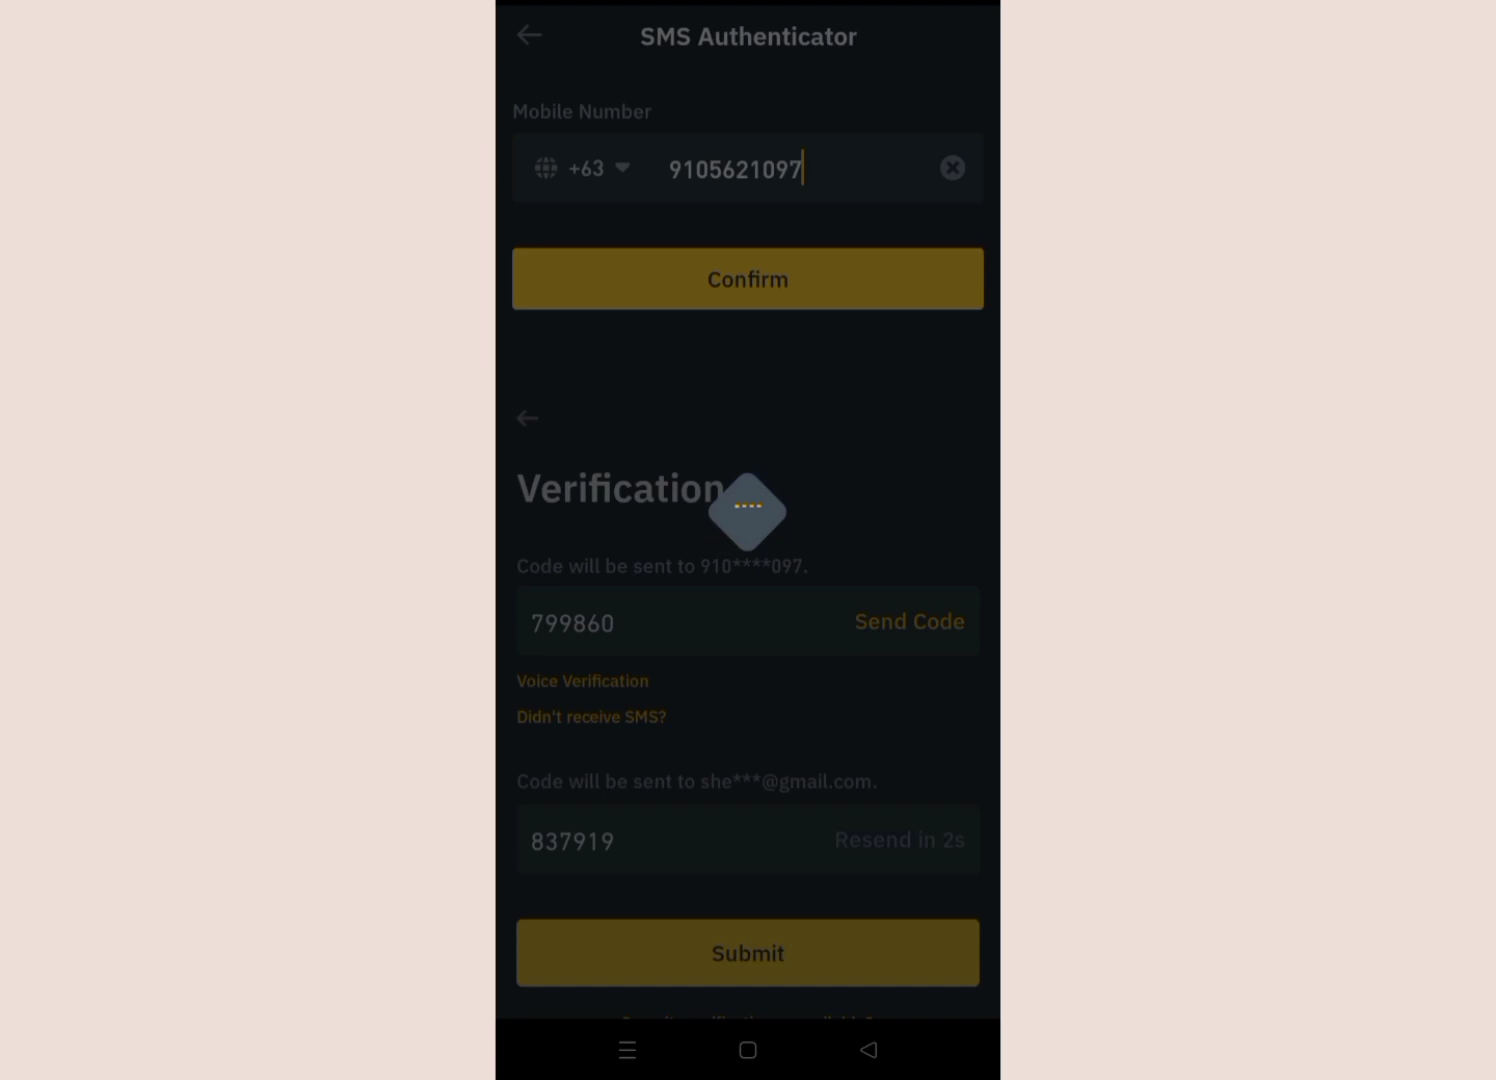 SMS Authenticator
Mobile Number
+63 9105621097
Confirm
Verification
Code will be sent to 910****097.
799860 Send Code
Voice Verification
Didn't receive SMS?
Code will be sent to she***@gmail.com.
837919 Resend in 2s
Submit